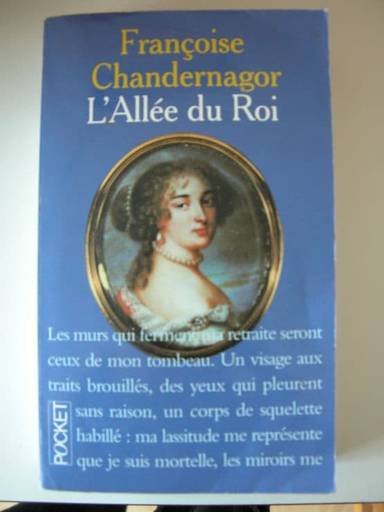 Françoise
Chandernagor
L'Allée du Roi
Les murs qui ferment ma retraite seront
ceux de mon tombeau. Un visage aux
traits brouillés, des yeux qui pleurent
sans raison, un corps de squelette
habillé : ma lassitude me représente
que je suis mortelle, les miroirs me
POCKET